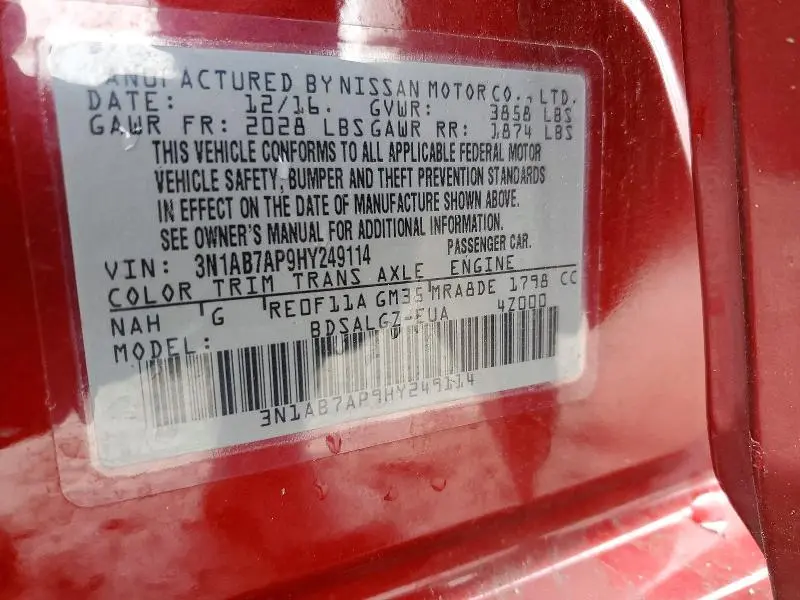 MANUFACTURED BY NISSAN MOTOR CO., LTD.
DATE: 12/16. GVWR: 3858 LBS
GAWR FR: 2028 LBS GAWR RR: 1874 LBS
THIS VEHICLE CONFORMS TO ALL APPLICABLE FEDERAL MOTOR
VEHICLE SAFETY, BUMPER AND THEFT PREVENTION STANDARDS
IN EFFECT ON THE DATE OF MANUFACTURE SHOWN ABOVE.
SEE OWNER'S MANUAL FOR ADDITIONAL INFORMATION.
VIN: 3N1AB7AP9HY249114 PASSENGER CAR.
COLOR TRIM TRANS AXLE ENGINE
NAH G RE0F11A GM35 MRA8DE 1798 CC
MODEL: BDSALGZ-EUA 4Z000
3N1AB7AP9HY249114